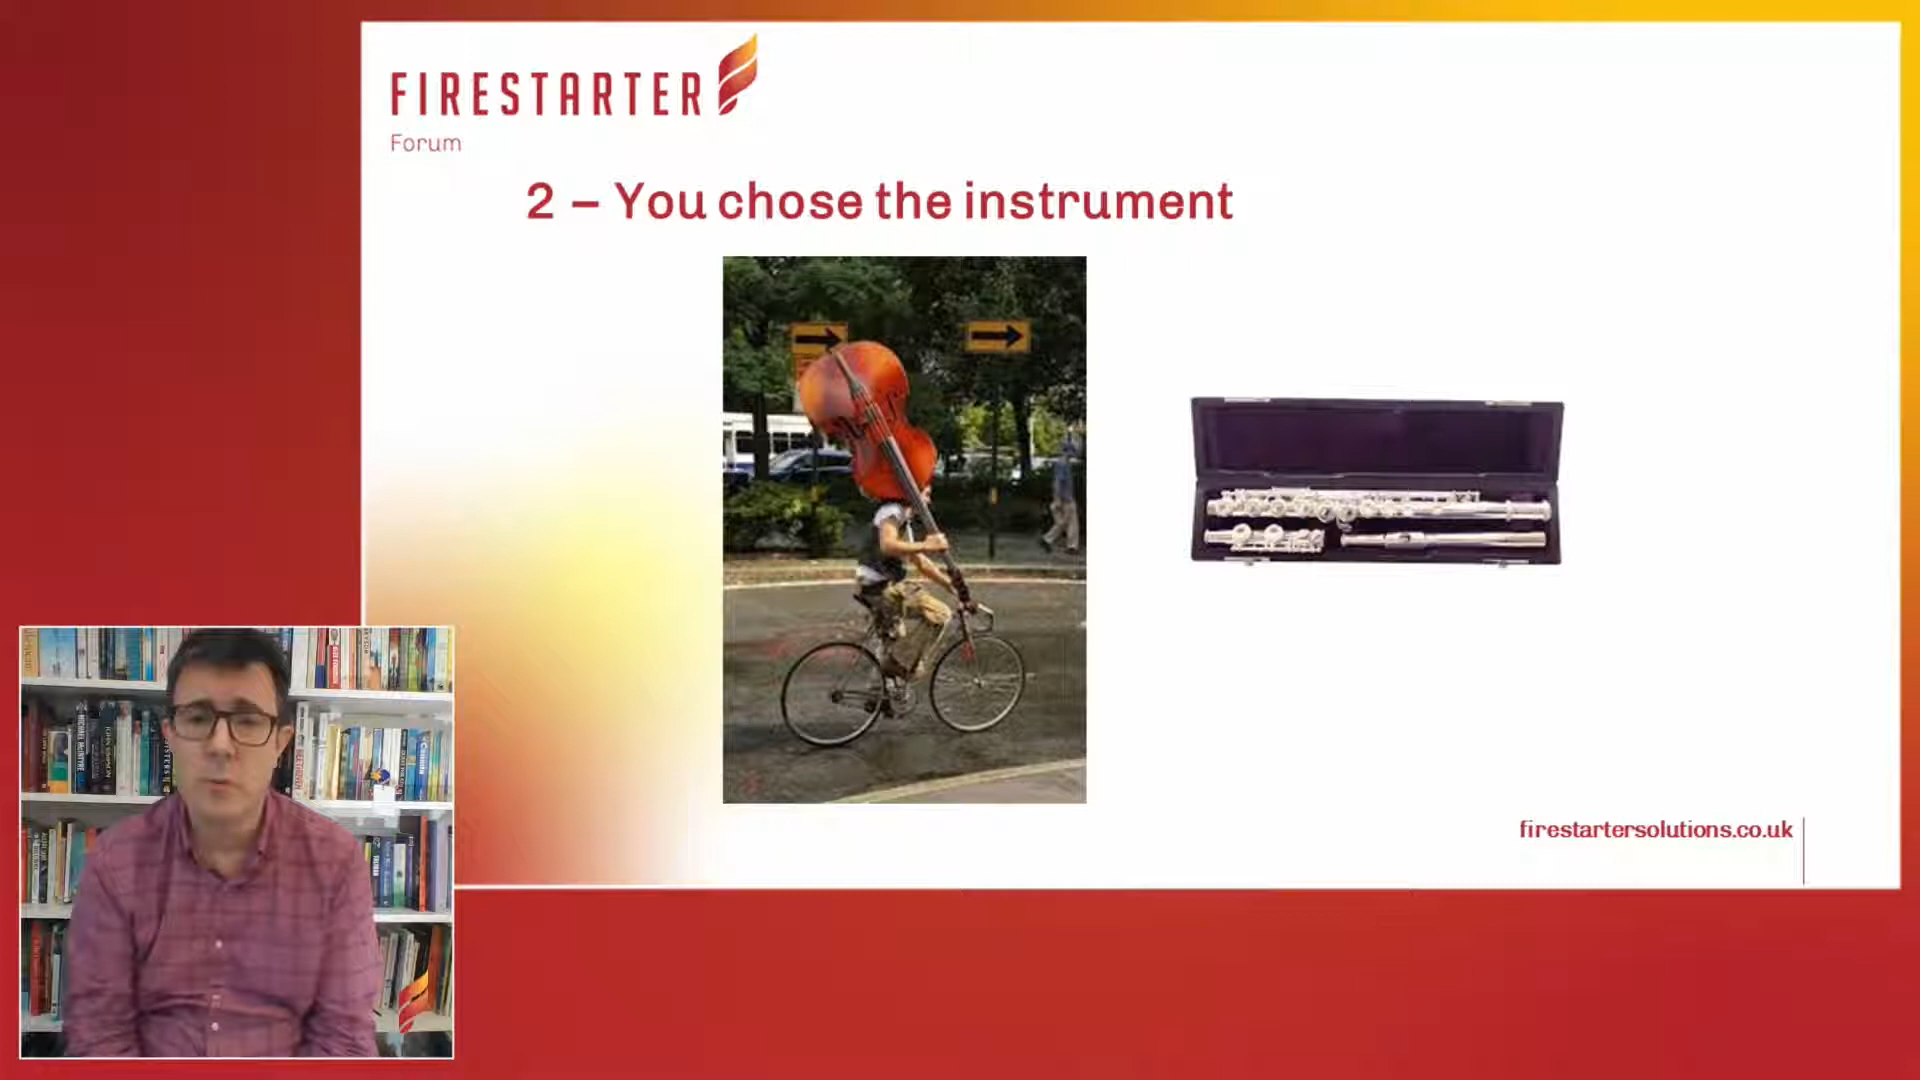 FIRESTARTER
Forum
2 – You chose the instrument
firestartersolutions.co.uk